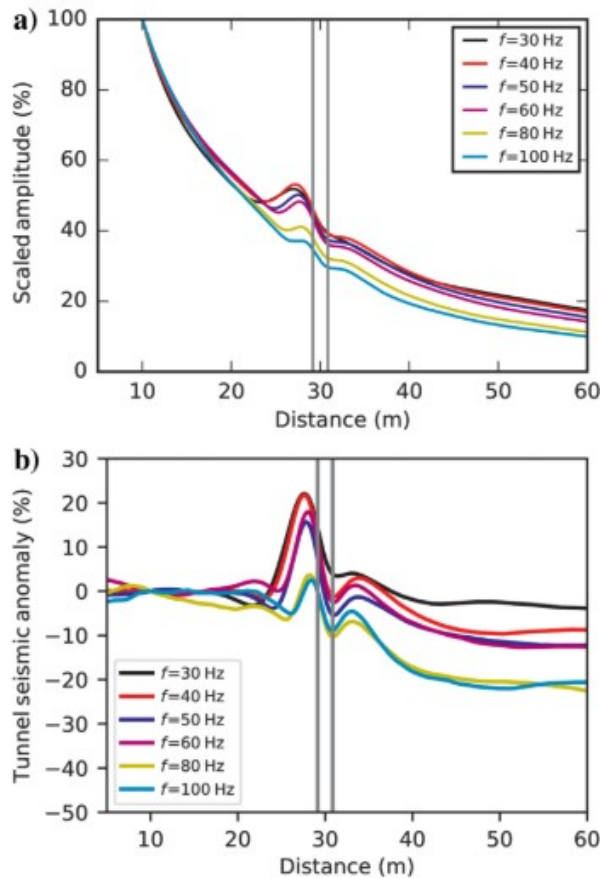 a)
100
80
60
40
20
0
Scaled amplitude (%)
f=30 Hz
f=40 Hz
f=50 Hz
f=60 Hz
f=80 Hz
f=100 Hz
10 20 30 40 50 60
Distance (m)
b)
30
20
10
0
−10
−20
−30
−40
−50
Tunnel seismic anomaly (%)
f=30 Hz
f=40 Hz
f=50 Hz
f=60 Hz
f=80 Hz
f=100 Hz
10 20 30 40 50 60
Distance (m)